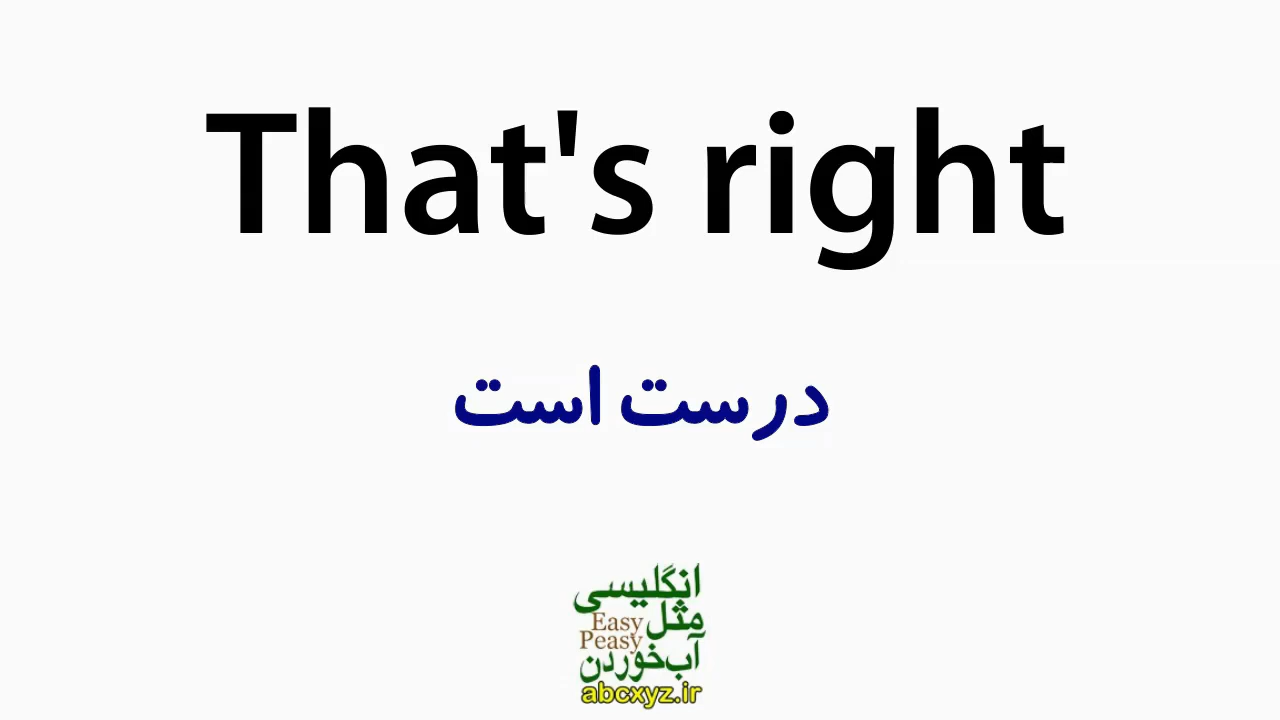 That's right
درست است
انگلیسی
مثل Easy
Peasy
آب‌خوردن
abcxyz.ir